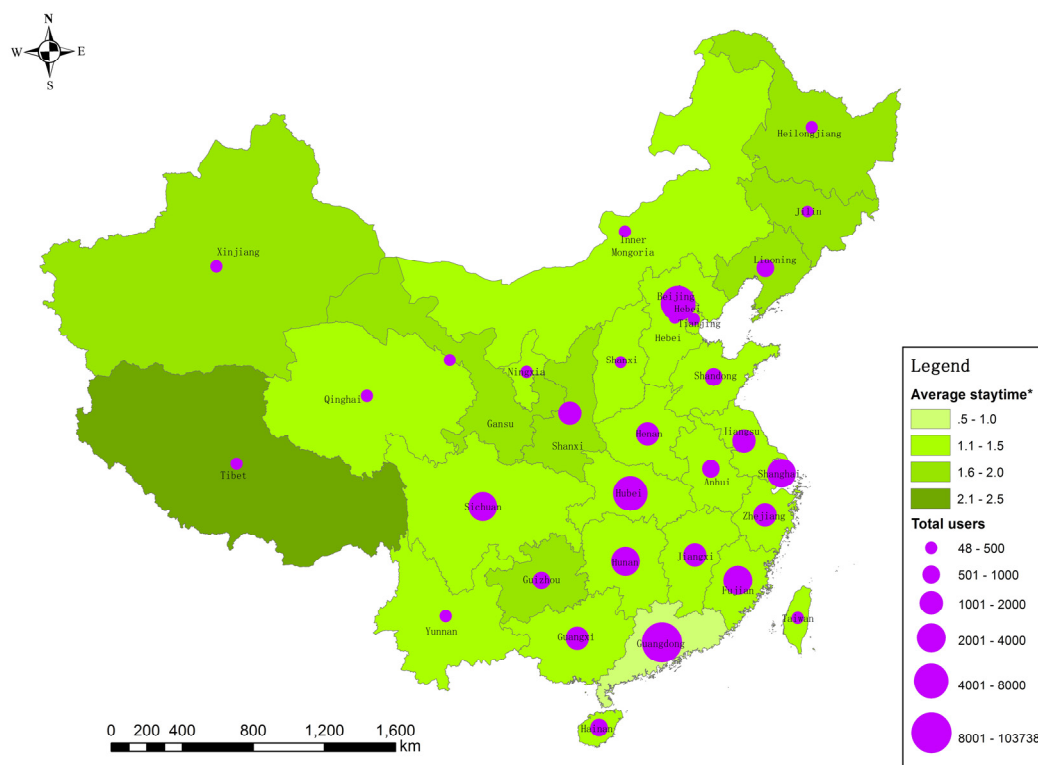 N
W E
S
Heilongjiang
Jilin
Liaoning
Inner
Mongoria
Xinjiang
Beijing
Hebei
Tianjing
Hebei
Shanxi
Ningxia
Shandong
Qinghai
Gansu
Shanxi
Henan
Jiangsu
Anhui
Shanghai
Tibet
Sichuan
Hubei
ZheJiang
Hunan
Jiangxi
Guizhou
Fujian
Yunnan
Guangxi
Guangdong
Taiwan
Hainan
0 200 400 800 1,200 1,600
km
Legend
Average staytime*
.5 - 1.0
1.1 - 1.5
1.6 - 2.0
2.1 - 2.5
Total users
48 - 500
501 - 1000
1001 - 2000
2001 - 4000
4001 - 8000
8001 - 103738